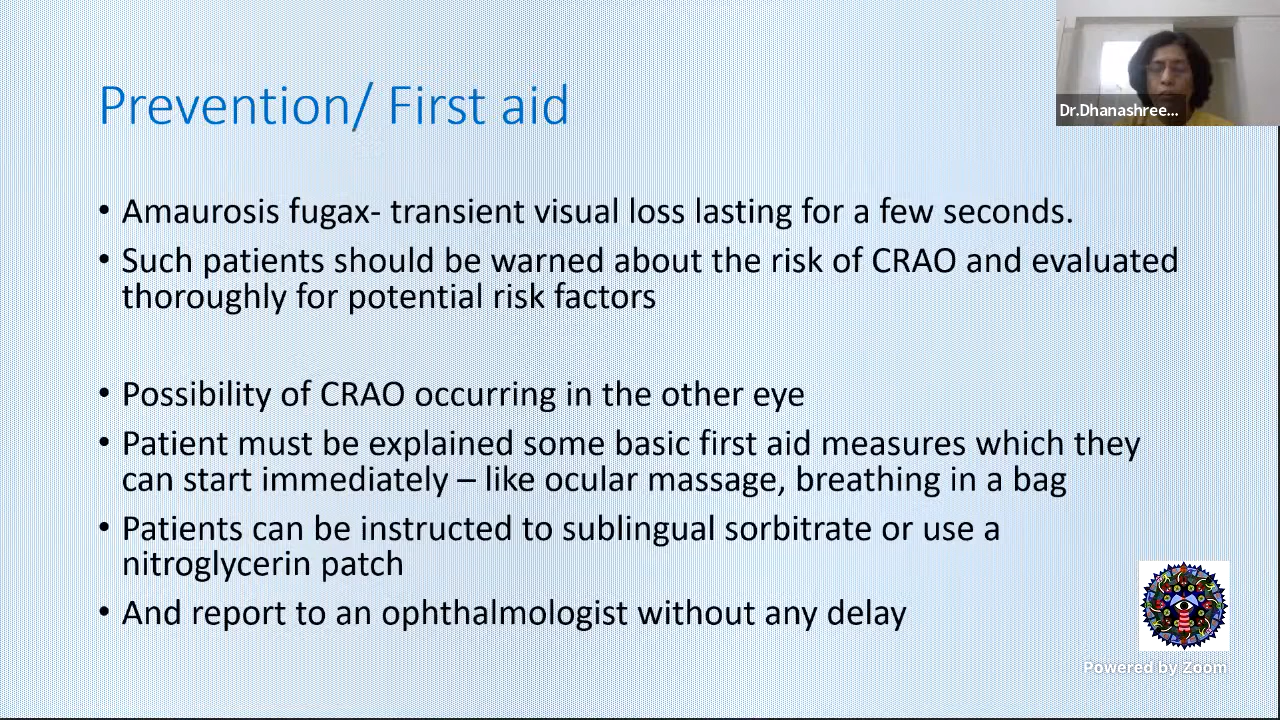 Prevention/ First aid
Dr.Dhanashree...
• Amaurosis fugax- transient visual loss lasting for a few seconds.
• Such patients should be warned about the risk of CRAO and evaluated
thoroughly for potential risk factors
• Possibility of CRAO occurring in the other eye
• Patient must be explained some basic first aid measures which they
can start immediately – like ocular massage, breathing in a bag
• Patients can be instructed to sublingual sorbitrate or use a
nitroglycerin patch
• And report to an ophthalmologist without any delay
Powered by Zoom